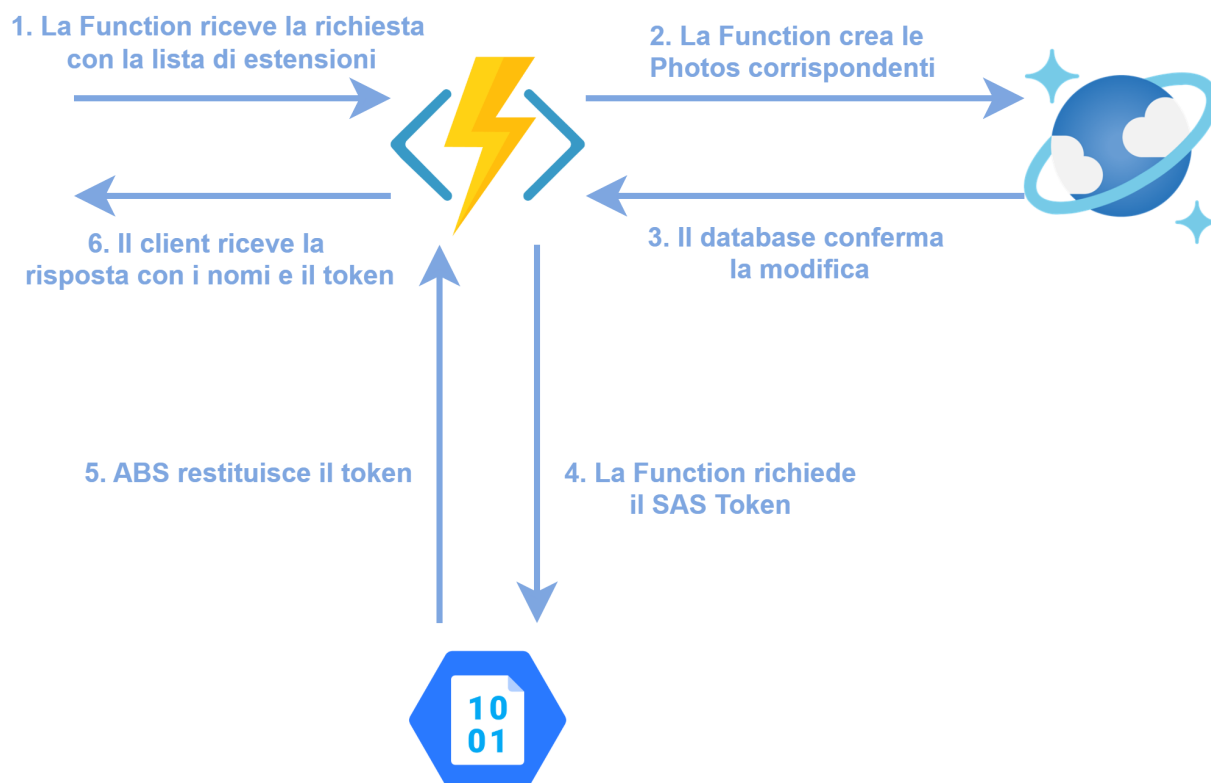 1. La Function riceve la richiesta
con la lista di estensioni
2. La Function crea le
Photos corrispondenti
3. Il database conferma
la modifica
6. Il client riceve la
risposta con i nomi e il token
5. ABS restituisce il token
4. La Function richiede
il SAS Token
10
01